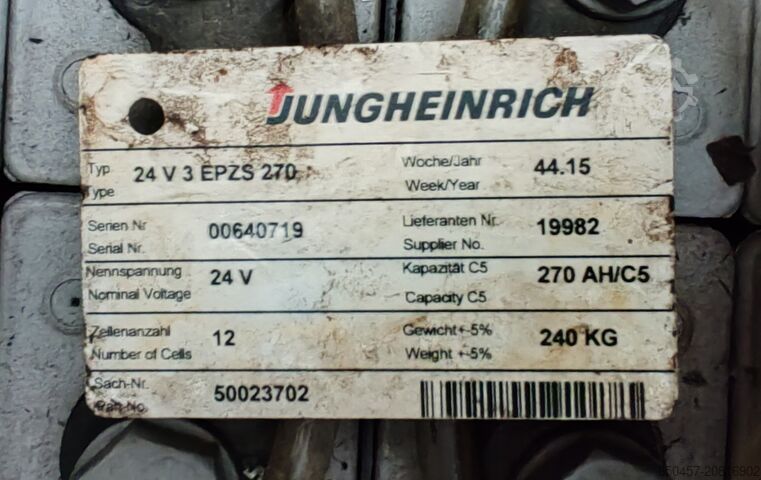 JUNGHEINRICH
Typ
Type
24 V 3 EPZS 270
Woche/Jahr
Week/Year
44.15
Serien Nr
Serial Nr.
00640719
Lieferanten Nr.
Supplier No.
19982
Nennspannung
Nominal Voltage
24 V
Kapazität C5
Capacity C5
270 AH/C5
Zellenanzahl
Number of Cells
12
Gewicht+-5%
Weight +-5%
240 KG
Sach-Nr.
Part-No.
50023702